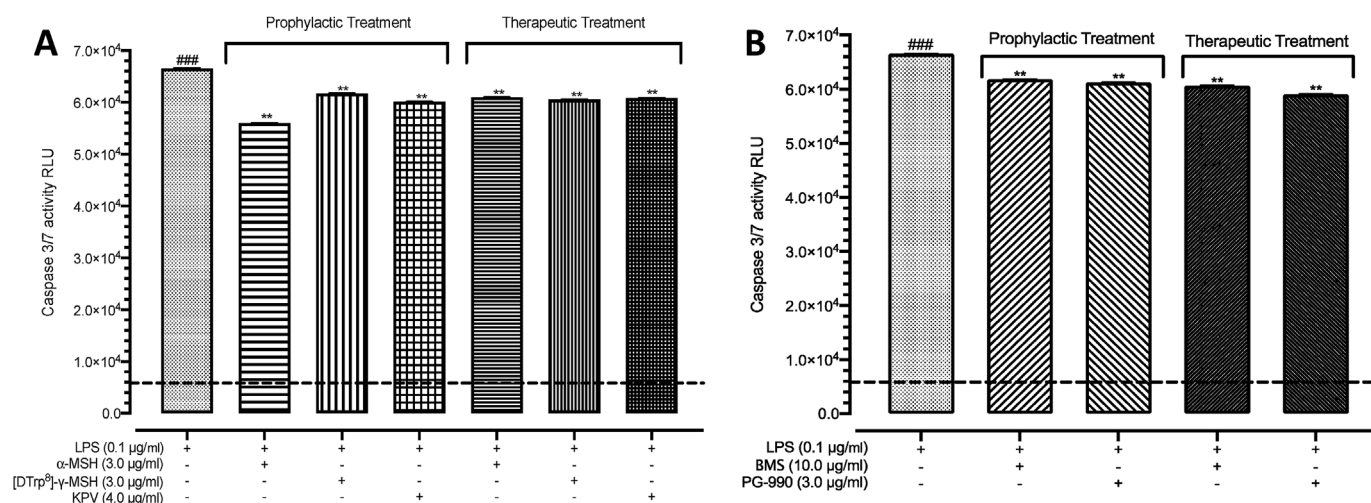 A
Prophylactic Treatment
Therapeutic Treatment
Caspase 3/7 activity RLU
7.0×10⁴
6.0×10⁴
5.0×10⁴
4.0×10⁴
3.0×10⁴
2.0×10⁴
1.0×10⁴
0.0
### ** ** ** ** ** **
LPS (0.1 µg/ml) + + + + + + +
α-MSH (3.0 µg/ml) - + - - + - -
[DTrp⁸]-γ-MSH (3.0 µg/ml) - - + - - + -
KPV (4.0 µg/ml) - - - + - - +
B
Prophylactic Treatment
Therapeutic Treatment
Caspase 3/7 activity RLU
7.0×10⁴
6.0×10⁴
5.0×10⁴
4.0×10⁴
3.0×10⁴
2.0×10⁴
1.0×10⁴
0.0
### ** ** ** **
LPS (0.1 µg/ml) + + + + +
BMS (10.0 µg/ml) - + - + -
PG-990 (3.0 µg/ml) - - + - +